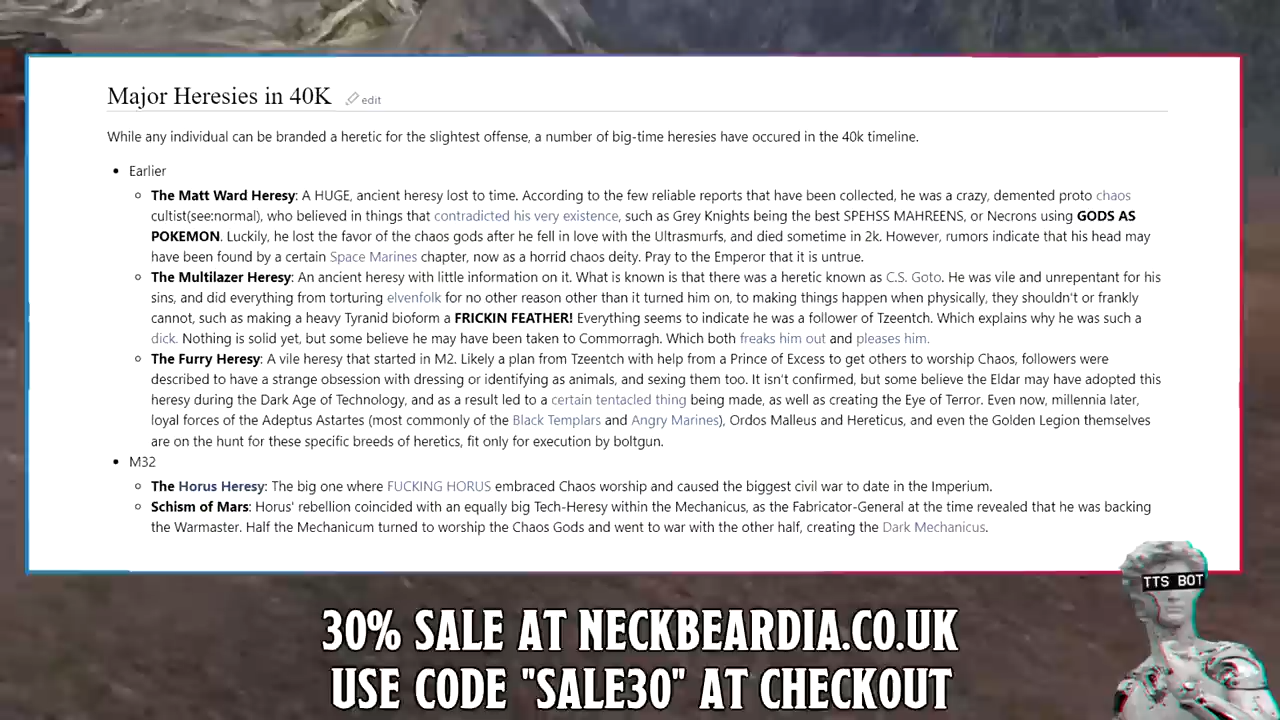 Major Heresies in 40K edit
While any individual can be branded a heretic for the slightest offense, a number of big-time heresies have occured in the 40k timeline.
• Earlier
◦ The Matt Ward Heresy: A HUGE, ancient heresy lost to time. According to the few reliable reports that have been collected, he was a crazy, demented proto chaos
cultist(see:normal), who believed in things that contradicted his very existence, such as Grey Knights being the best SPEHSS MAHREENS, or Necrons using GODS AS
POKEMON. Luckily, he lost the favor of the chaos gods after he fell in love with the Ultrasmurfs, and died sometime in 2k. However, rumors indicate that his head may
have been found by a certain Space Marines chapter, now as a horrid chaos deity. Pray to the Emperor that it is untrue.
◦ The Multilazer Heresy: An ancient heresy with little information on it. What is known is that there was a heretic known as C.S. Goto. He was vile and unrepentant for his
sins, and did everything from torturing elvenfolk for no other reason other than it turned him on, to making things happen when physically, they shouldn't or frankly
cannot, such as making a heavy Tyranid bioform a FRICKIN FEATHER! Everything seems to indicate he was a follower of Tzeentch. Which explains why he was such a
dick. Nothing is solid yet, but some believe he may have been taken to Commorragh. Which both freaks him out and pleases him.
◦ The Furry Heresy: A vile heresy that started in M2. Likely a plan from Tzeentch with help from a Prince of Excess to get others to worship Chaos, followers were
described to have a strange obsession with dressing or identifying as animals, and sexing them too. It isn't confirmed, but some believe the Eldar may have adopted this
heresy during the Dark Age of Technology, and as a result led to a certain tentacled thing being made, as well as creating the Eye of Terror. Even now, millennia later,
loyal forces of the Adeptus Astartes (most commonly of the Black Templars and Angry Marines), Ordos Malleus and Hereticus, and even the Golden Legion themselves
are on the hunt for these specific breeds of heretics, fit only for execution by boltgun.
• M32
◦ The Horus Heresy: The big one where FUCKING HORUS embraced Chaos worship and caused the biggest civil war to date in the Imperium.
◦ Schism of Mars: Horus' rebellion coincided with an equally big Tech-Heresy within the Mechanicus, as the Fabricator-General at the time revealed that he was backing
the Warmaster. Half the Mechanicum turned to worship the Chaos Gods and went to war with the other half, creating the Dark Mechanicus.
TTS BOT
30% SALE AT NECKBEARDIA.CO.UK
USE CODE "SALE30" AT CHECKOUT